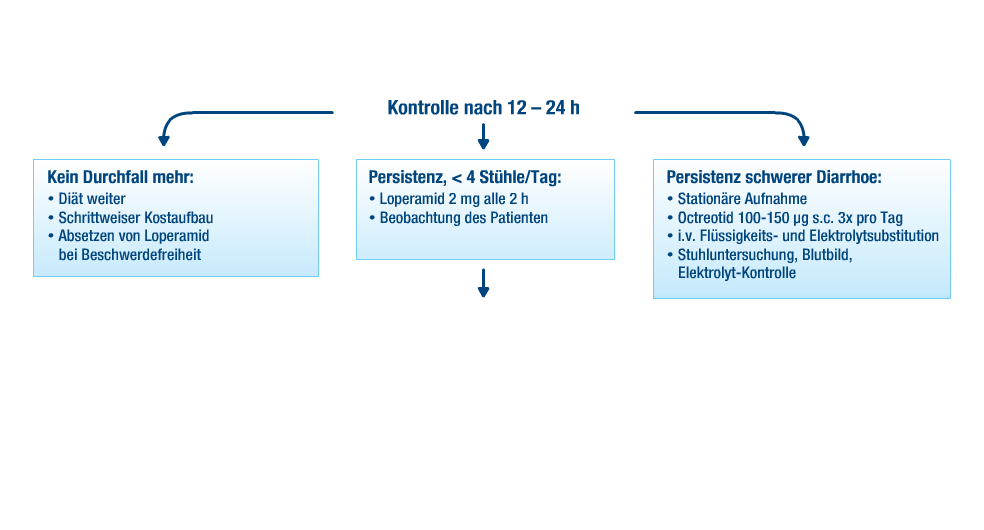 Kontrolle nach 12 – 24 h
Kein Durchfall mehr:
• Diät weiter
• Schrittweiser Kostaufbau
• Absetzen von Loperamid
bei Beschwerdefreiheit
Persistenz, < 4 Stühle/Tag:
• Loperamid 2 mg alle 2 h
• Beobachtung des Patienten
Persistenz schwerer Diarrhoe:
• Stationäre Aufnahme
• Octreotid 100-150 µg s.c. 3x pro Tag
• i.v. Flüssigkeits- und Elektrolytsubstitution
• Stuhluntersuchung, Blutbild,
Elektrolyt-Kontrolle